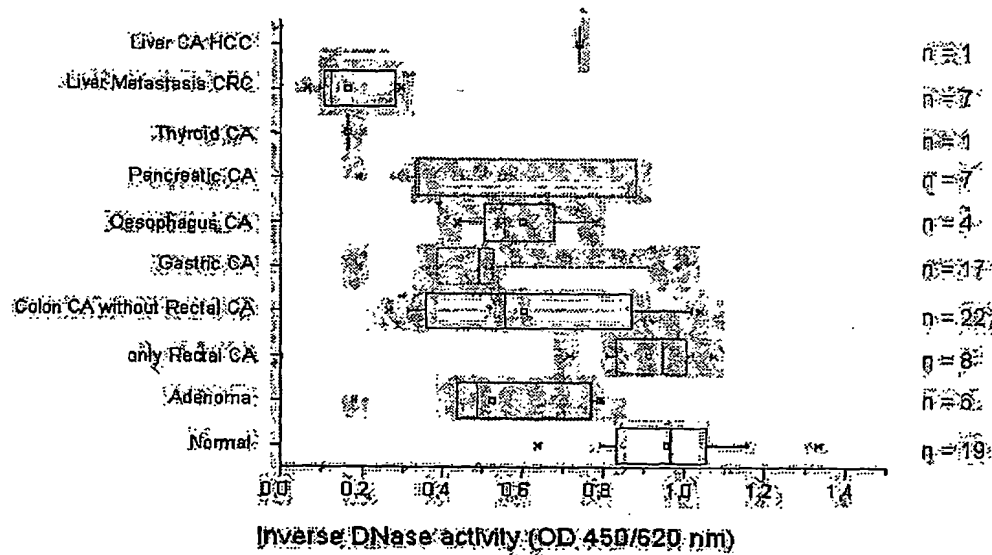 Liver CA HCC n = 1
Liver Metastasis CRC n = 7
Thyroid CA n = 1
Pancreatic CA n = 7
Oesophagus CA n = 4
Gastric CA n = 17
Colon CA without Rectal CA n = 22
only Rectal CA n = 8
Adenoma n = 6
Normal n = 19
0.0 0.2 0.4 0.6 0.8 1.0 1.2 1.4
Inverse DNase activity (OD 450/620 nm)